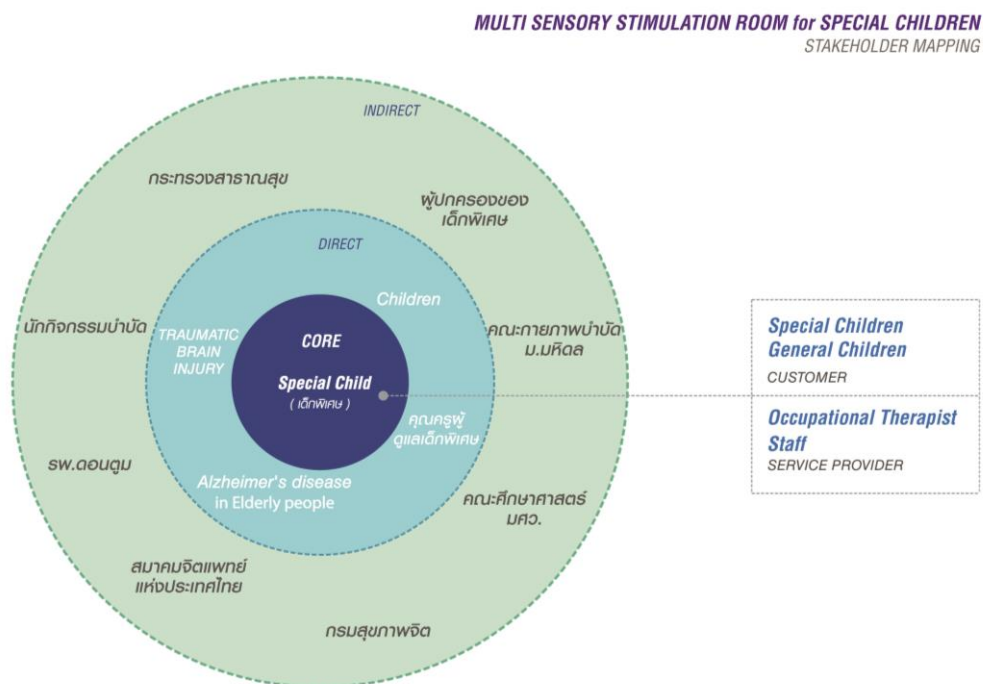 MULTI SENSORY STIMULATION ROOM for SPECIAL CHILDREN
STAKEHOLDER MAPPING
INDIRECT
กระทรวงสาธาณสุข
ผู้ปกครองของ
เด็กพิเศษ
DIRECT
Children
นักกิจกรรมบำบัด
TRAUMATIC
BRAIN
INJURY
CORE
Special Child
( เด็กพิเศษ )
คณะกายภาพบำบัด
ม.มหิดล
คุณครูผู้
ดูแลเด็กพิเศษ
รพ.ดอนตูม
Alzheimer's disease
in Elderly people
คณะศึกษาศาสตร์
มศว.
สมาคมจิตแพทย์
แห่งประเทศไทย
กรมสุขภาพจิต
Special Children
General Children
CUSTOMER
Occupational Therapist
Staff
SERVICE PROVIDER